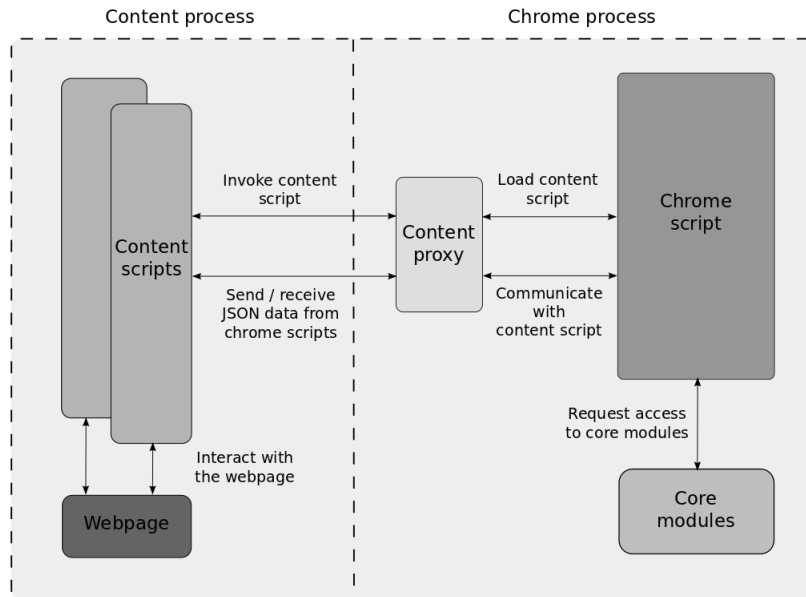 Content process
Chrome process
Invoke content
script
Load content
script
Chrome
script
Content
scripts
Content
proxy
Send / receive
JSON data from
chrome scripts
Communicate
with
content script
Request access
to core modules
Interact with
the webpage
Webpage
Core
modules